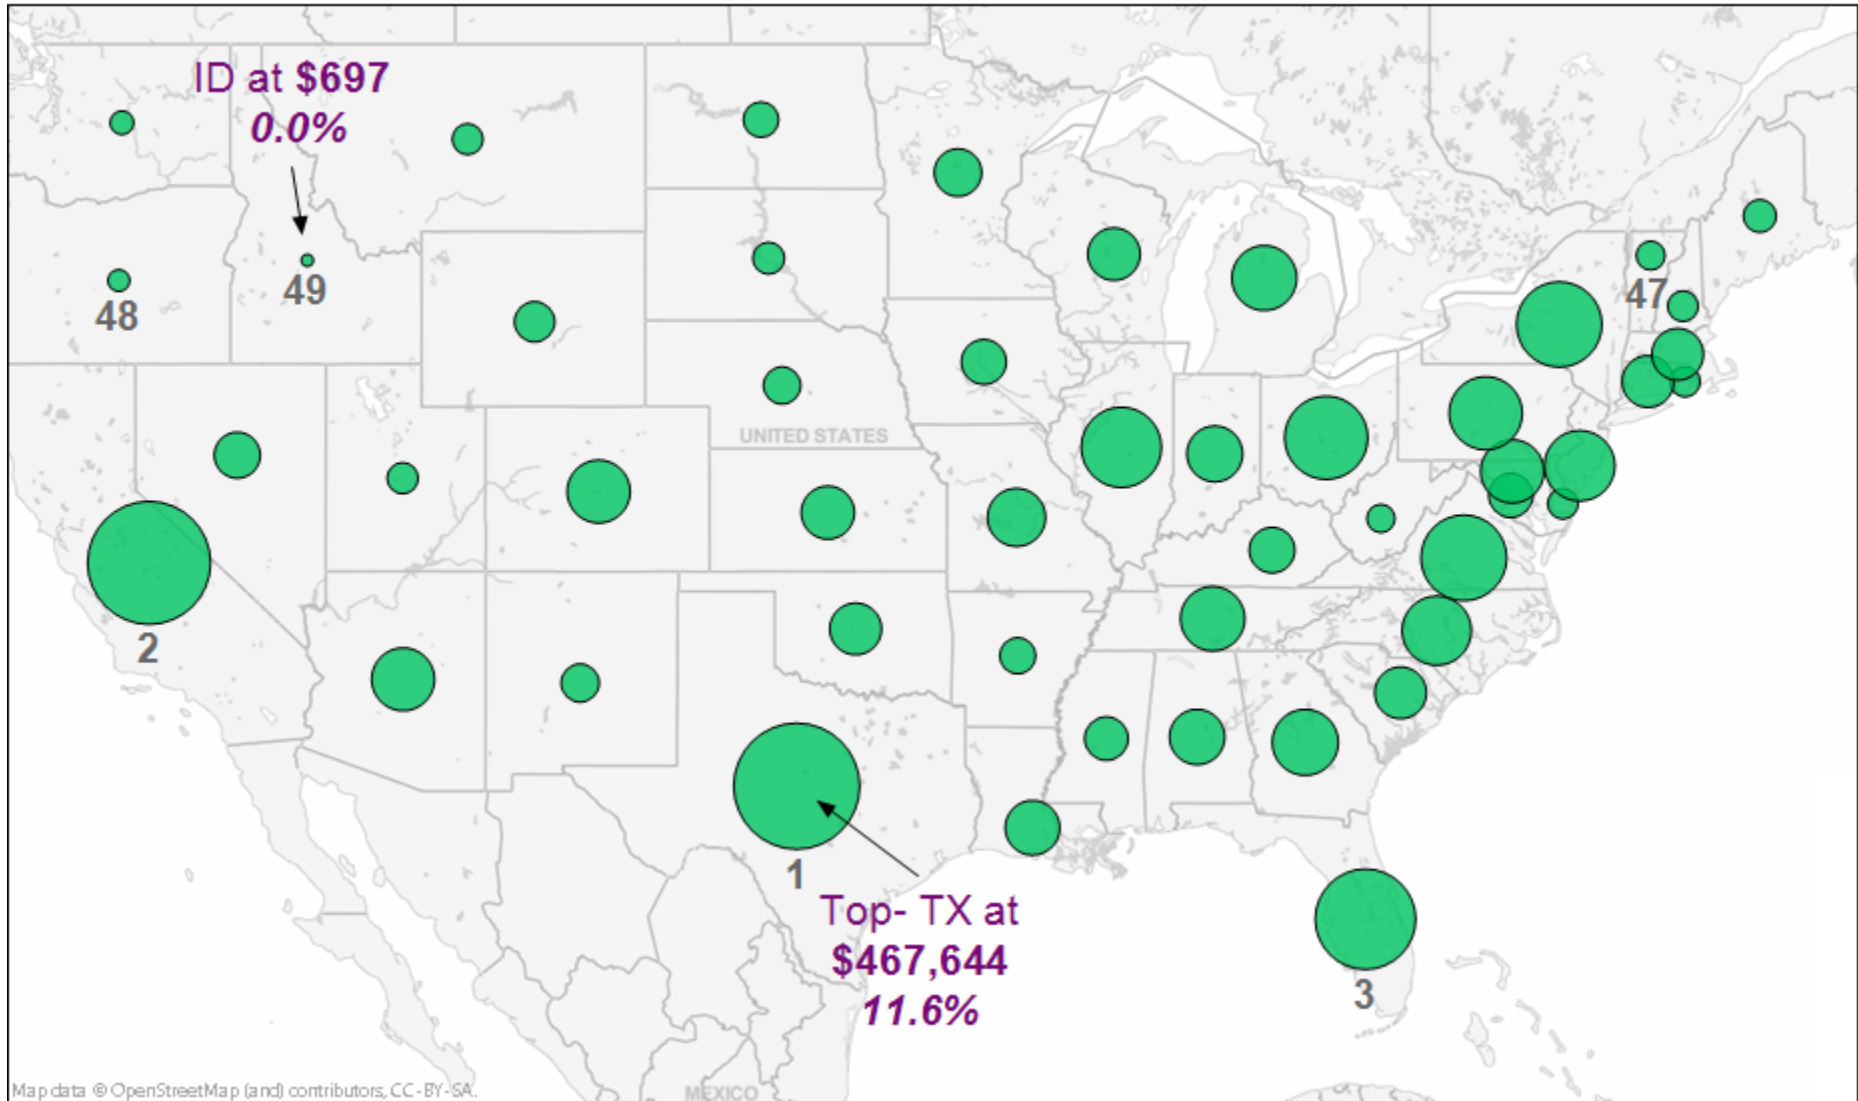 ID at $697
0.0%
49
48
47
UNITED STATES
2
1
Top- TX at
$467,644
11.6%
3
Map data © OpenStreetMap (and) contributors, CC-BY-SA.
MEXICO